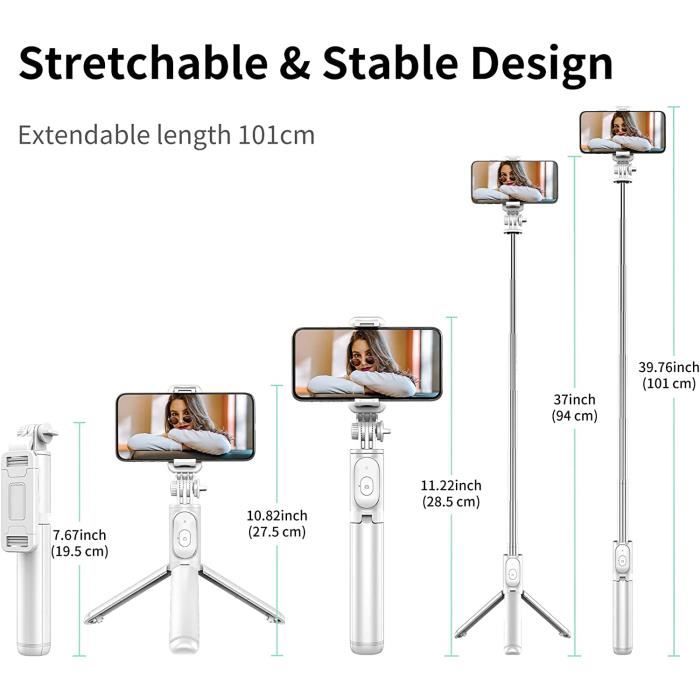 Stretchable & Stable Design
Extendable length 101cm
7.67inch
(19.5 cm)
10.82inch
(27.5 cm)
11.22inch
(28.5 cm)
37inch
(94 cm)
39.76inch
(101 cm)